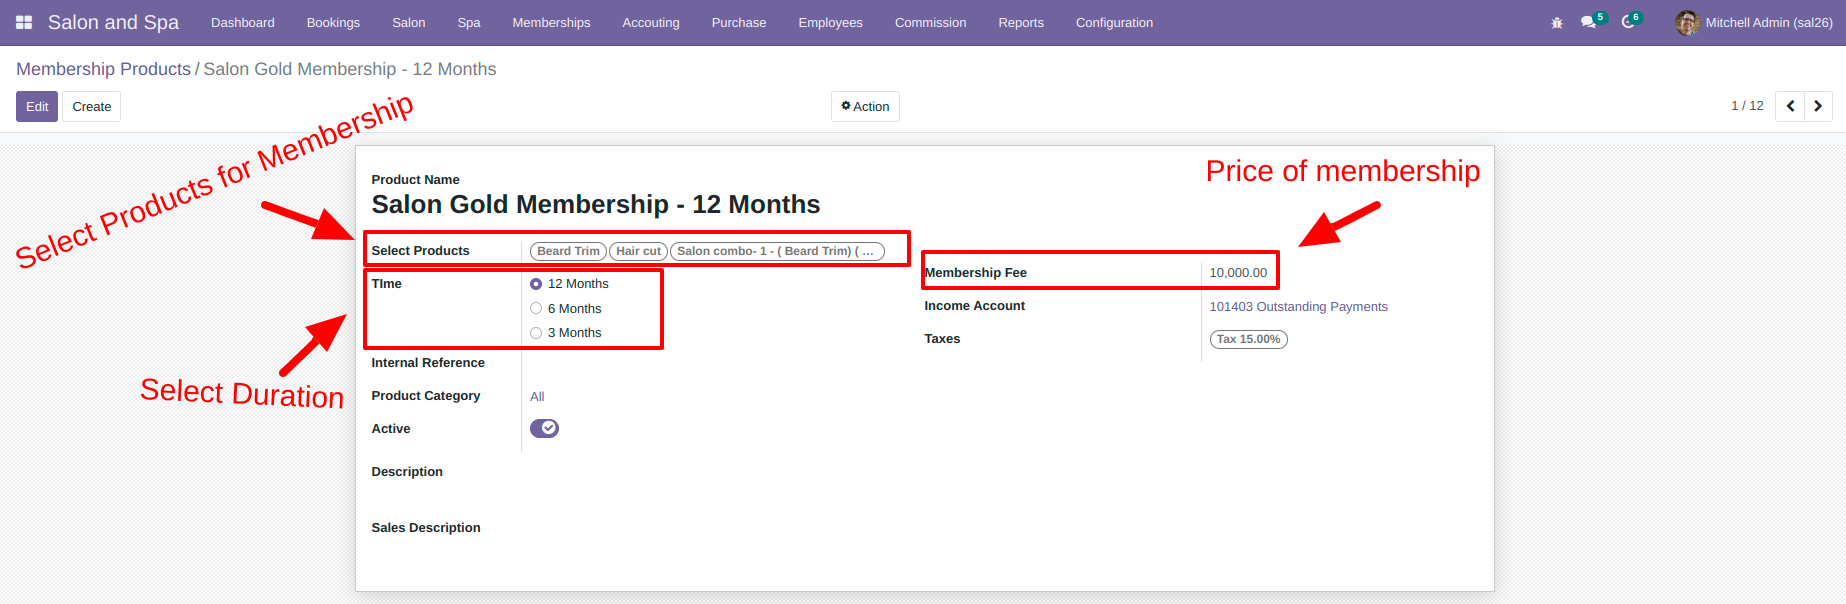 Salon and Spa Dashboard Bookings Salon Spa Memberships Accouting Purchase Employees Commission Reports Configuration 5 6 Mitchell Admin (sal26)
Membership Products / Salon Gold Membership - 12 Months
Edit Create Action 1 / 12
Select Products for Membership
Price of membership
Product Name
Salon Gold Membership - 12 Months
Select Products Beard Trim Hair cut Salon combo- 1 - ( Beard Trim) ( ...
Membership Fee 10,000.00
TIme 12 Months
6 Months
3 Months
Income Account 101403 Outstanding Payments
Taxes Tax 15.00%
Select Duration
Internal Reference
Product Category All
Active
Description
Sales Description